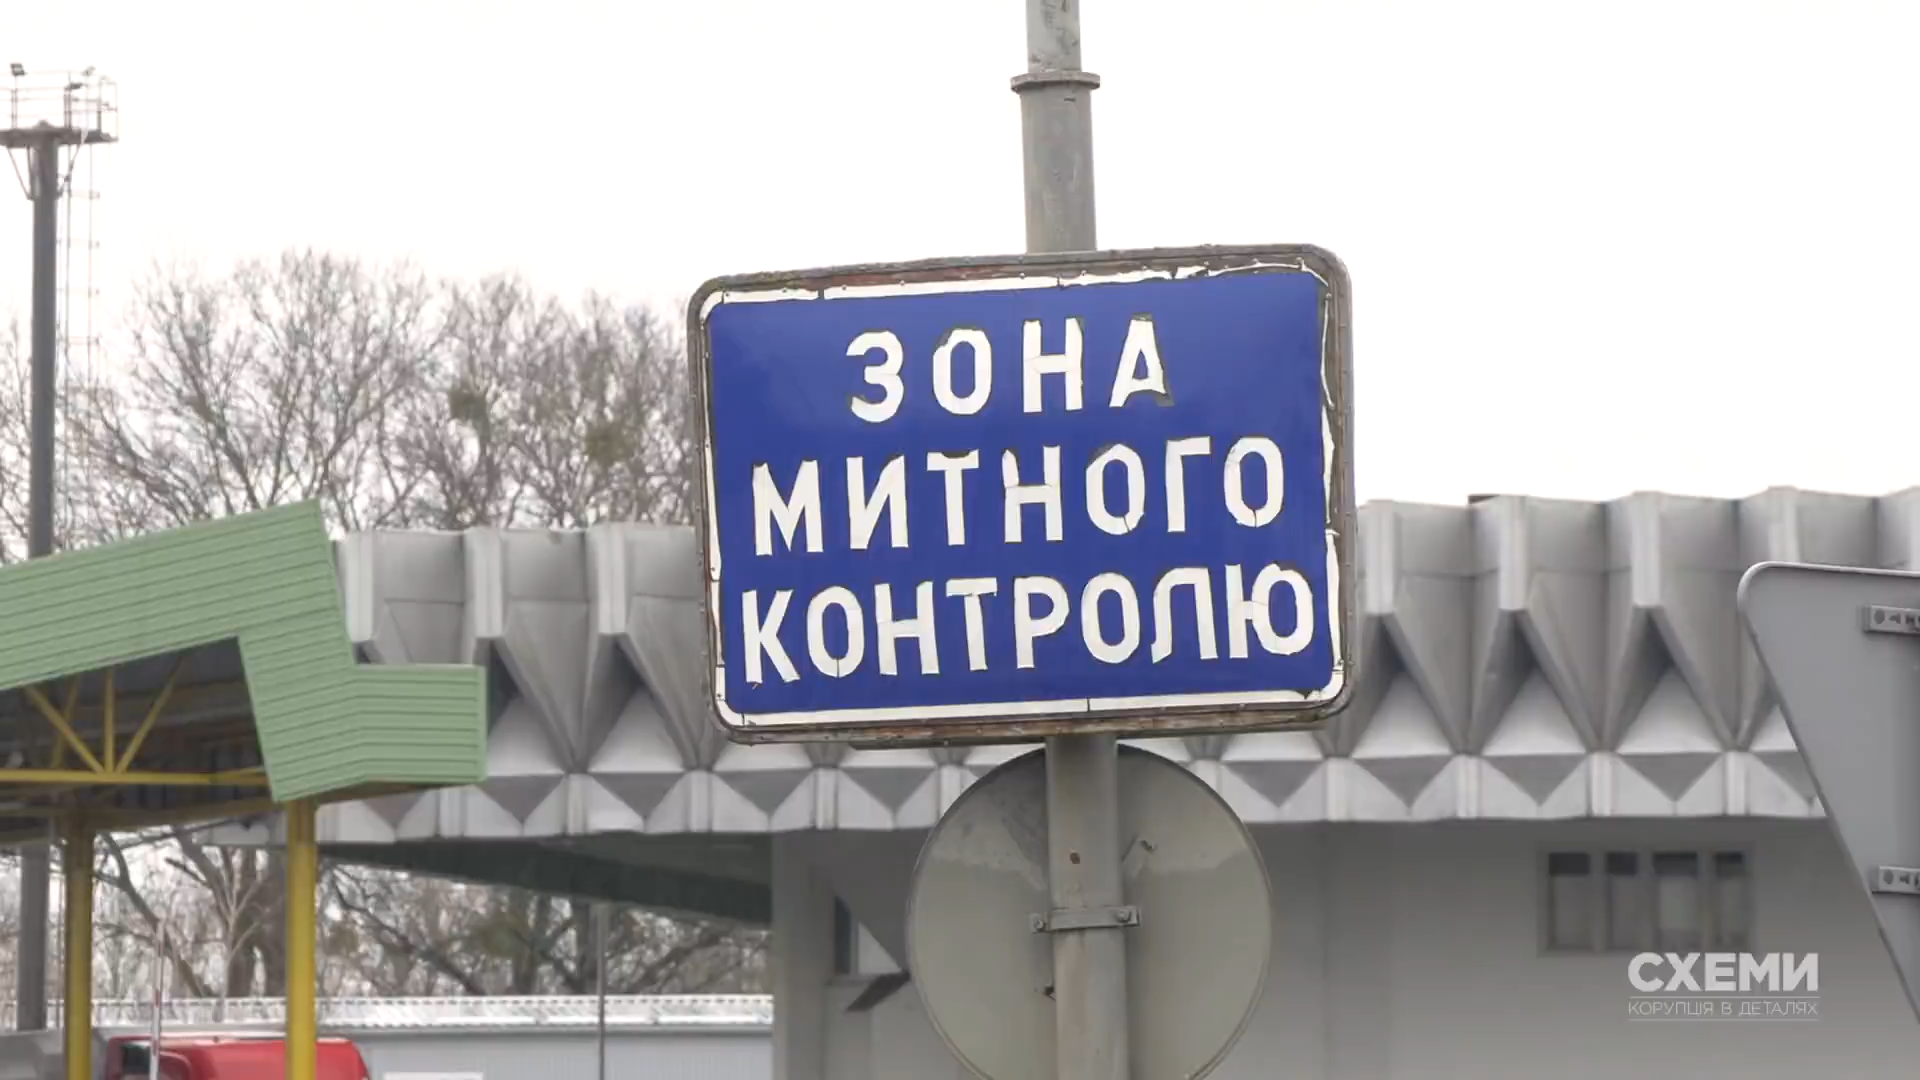 ЗОНА
МИТНОГО
КОНТРОЛЮ
СХЕМИ
КОРУПЦІЯ В ДЕТАЛЯХ